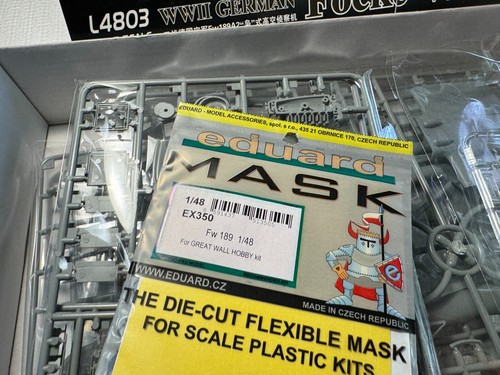 L4803
WWII GERMAN
EDUARD - MODEL ACCESSORIES, spol. s r.o., 435 21 OBRNICE 170, CZECH REPUBLIC
eduard
MASK
1/48
EX350
Fw 189 1/48
For GREAT WALL HOBBY kit
e
WWW.EDUARD.CZ
MADE IN CZECH REPUBLIC
THE DIE-CUT FLEXIBLE MASK
FOR SCALE PLASTIC KITS